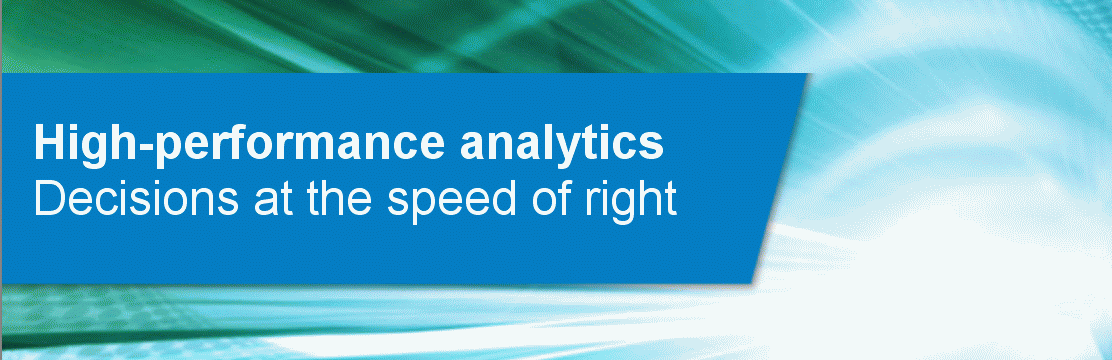 High-performance analytics
Decisions at the speed of right